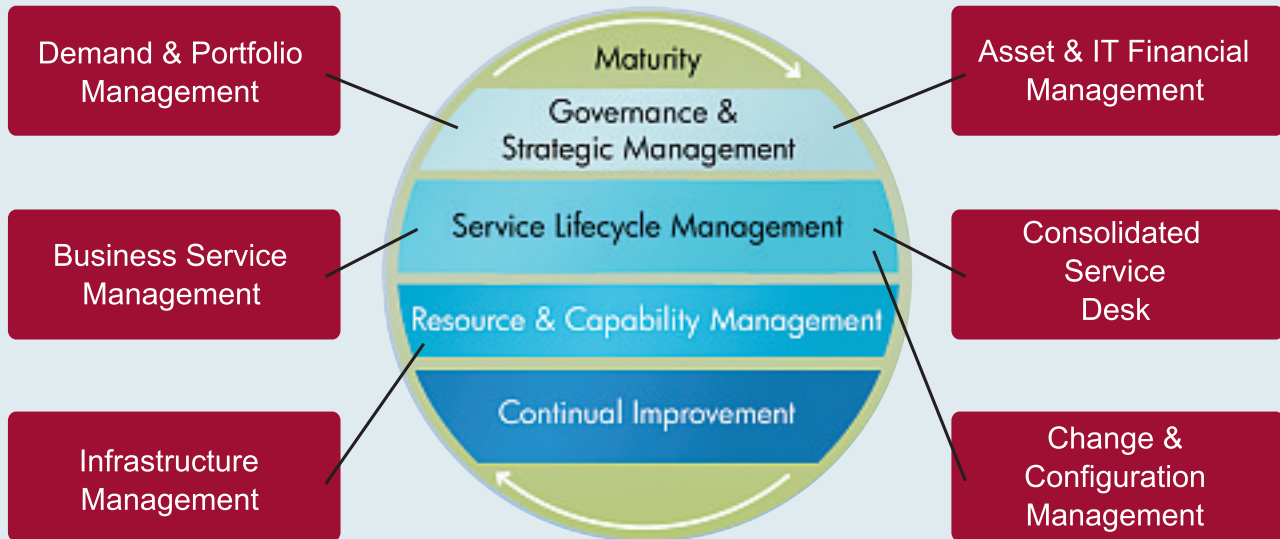 Demand & Portfolio
Management
Business Service
Management
Infrastructure
Management
Maturity
Governance &
Strategic Management
Service Lifecycle Management
Resource & Capability Management
Continual Improvement
Asset & IT Financial
Management
Consolidated
Service
Desk
Change &
Configuration
Management